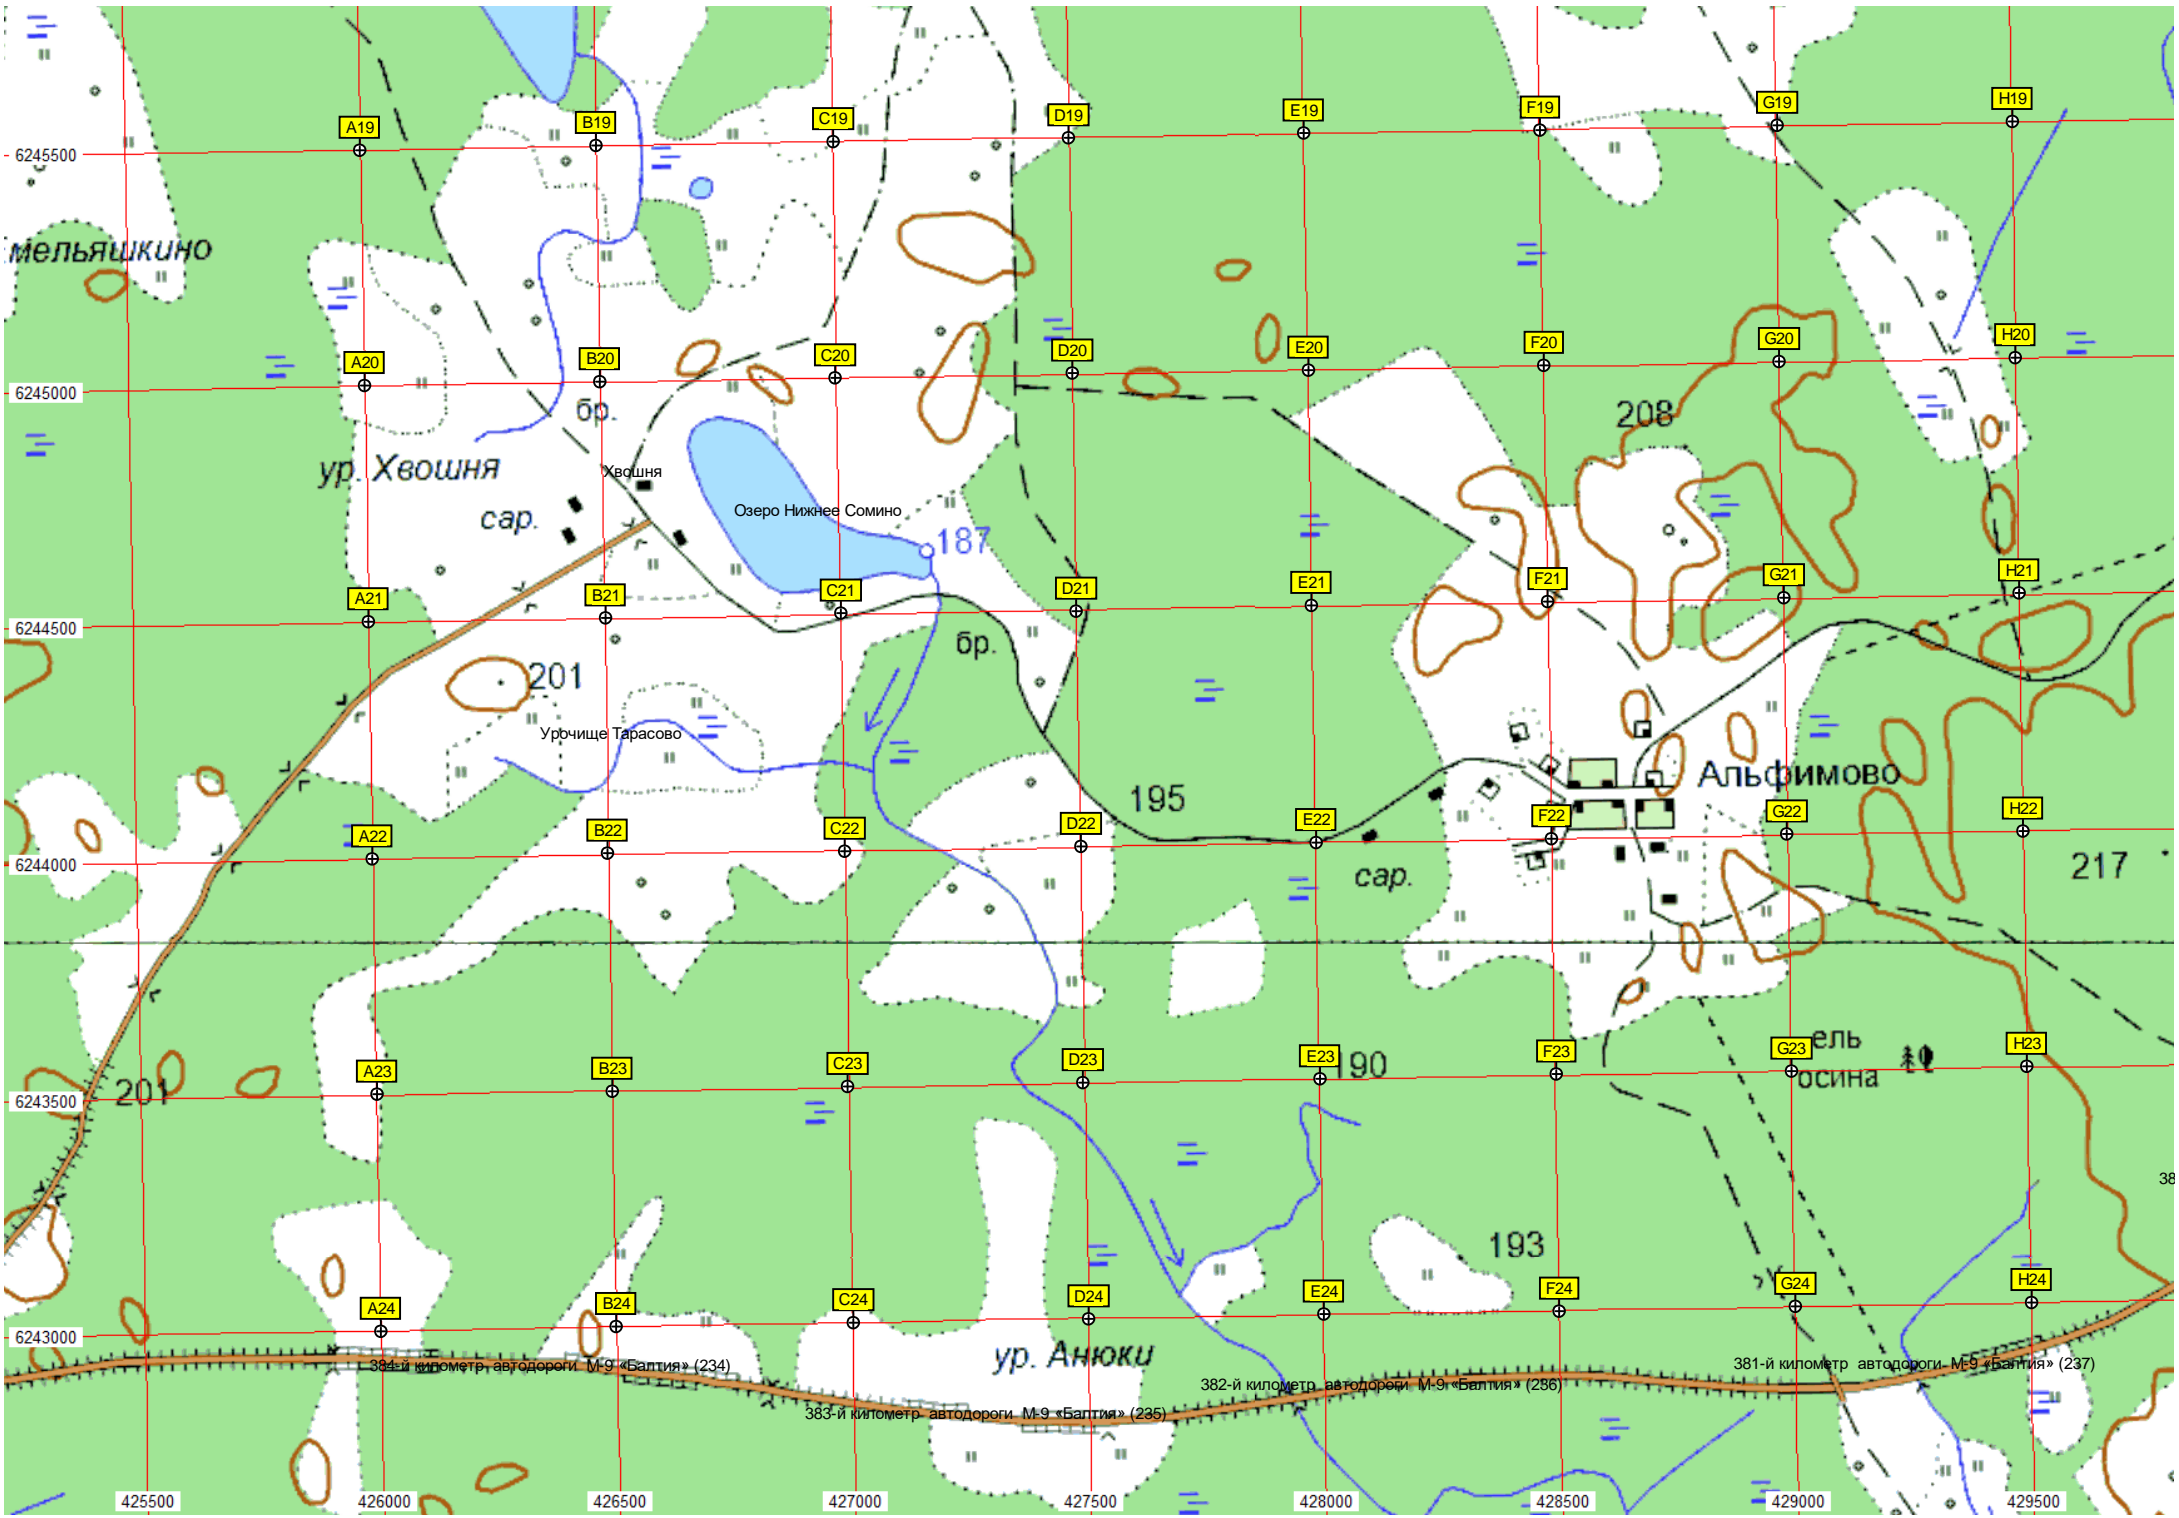 A19 B19 C19 D19 E19 F19 G19 H19
6245500
мельяшкино
A20 B20 C20 D20 E20 F20 G20 H20
6245000
бр.
208
ур. Хвошня
Хвошня
сар.
Озеро Нижнее Сомино
187
A21 B21 C21 D21 E21 F21 G21 H21
6244500
бр.
201
Урочище Тарасово
195
Альфимово
A22 B22 C22 D22 E22 F22 G22 H22
6244000
сар.
217
A23 B23 C23 D23 E23 F23 G23 H23
190
ель
осина
201
6243500
38
193
A24 B24 C24 D24 E24 F24 G24 H24
6243000
ур. Анюки
384-й километр автодороги М-9 «Балтия» (234)
381-й километр автодороги М-9 «Балтия» (237)
382-й километр автодороги М-9 «Балтия» (236)
383-й километр автодороги М-9 «Балтия» (235)
425500 426000 426500 427000 427500 428000 428500 429000 429500